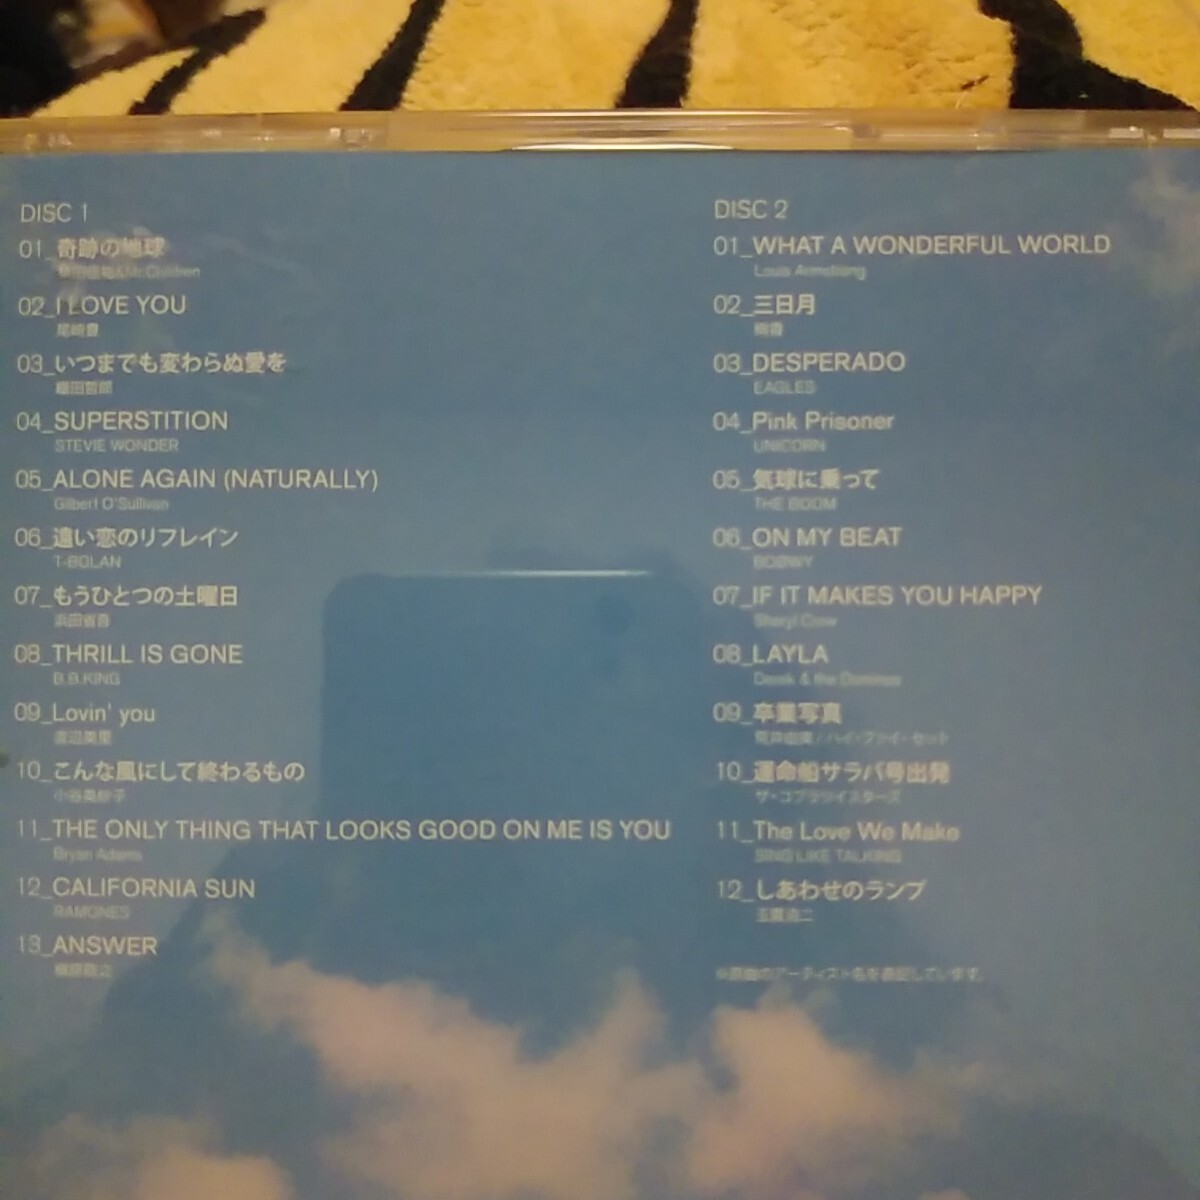 DISC 1
01_奇跡の地球
桑田佳祐&Mr.Children
02_I LOVE YOU
尾崎豊
03_いつまでも変わらぬ愛を
織田哲郎
04_SUPERSTITION
STEVIE WONDER
05_ALONE AGAIN (NATURALLY)
Gilbert O'Sullivan
06_遠い恋のリフレイン
T-BOLAN
07_もうひとつの土曜日
浜田省吾
08_THRILL IS GONE
B.B.KING
09_Lovin' you
渡辺美里
10_こんな風にして終わるもの
小谷美紗子
11_THE ONLY THING THAT LOOKS GOOD ON ME IS YOU
Bryan Adams
12_CALIFORNIA SUN
RAMONES
13_ANSWER
槇原敬之
DISC 2
01_WHAT A WONDERFUL WORLD
Louis Armstrong
02_三日月
絢香
03_DESPERADO
EAGLES
04_Pink Prisoner
UNICORN
05_気球に乗って
THE BOOM
06_ON MY BEAT
BOØWY
07_IF IT MAKES YOU HAPPY
Sheryl Crow
08_LAYLA
Derek & the Dominos
09_卒業写真
荒井由実/ハイ・ファイ・セット
10_運命船サラバ号出発
ザ・コブラツイスターズ
11_The Love We Make
SING LIKE TALKING
12_しあわせのランプ
玉置浩二
※原曲のアーティスト名を表記しています。